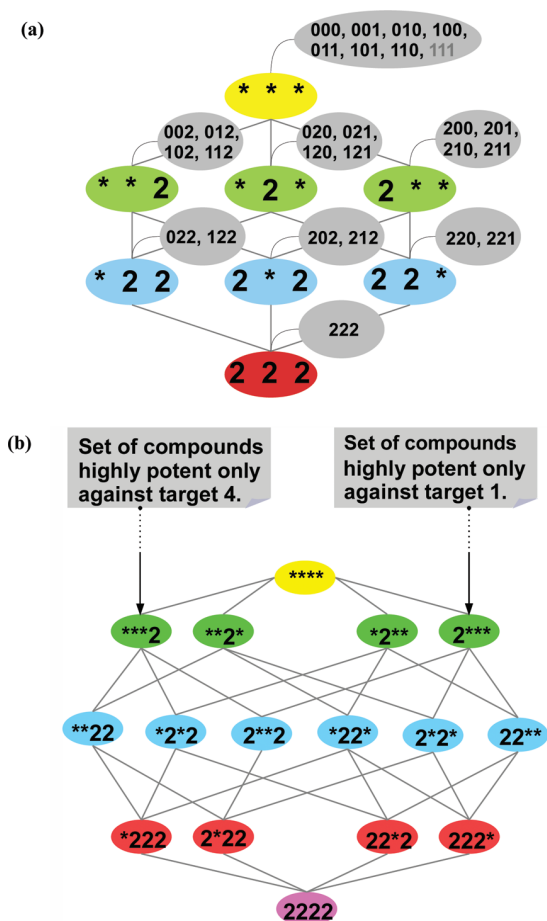 (a)
000, 001, 010, 100,
011, 101, 110, 111
* * *
002, 012,
102, 112
020, 021,
120, 121
200, 201,
210, 211
* * 2
* 2 *
2 * *
022, 122
202, 212
220, 221
* 2 2
2 * 2
2 2 *
222
2 2 2
(b)
Set of compounds
highly potent only
against target 4.
Set of compounds
highly potent only
against target 1.
****
***2
**2*
*2**
2***
**22
*2*2
2**2
*22*
2*2*
22**
*222
2*22
22*2
222*
2222